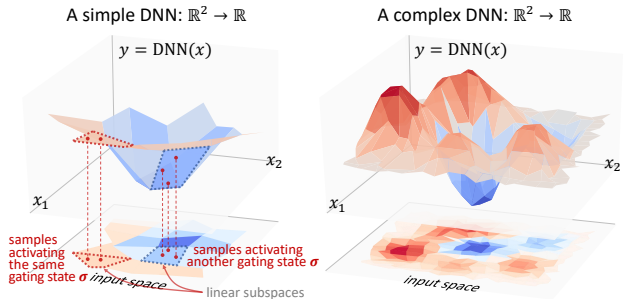 A simple DNN: ℝ² → ℝ
y = DNN(x)
x₂
x₁
samples activating
the same
gating state σ
samples activating
another gating state σ
input space
linear subspaces
A complex DNN: ℝ² → ℝ
y = DNN(x)
x₂
x₁
input space